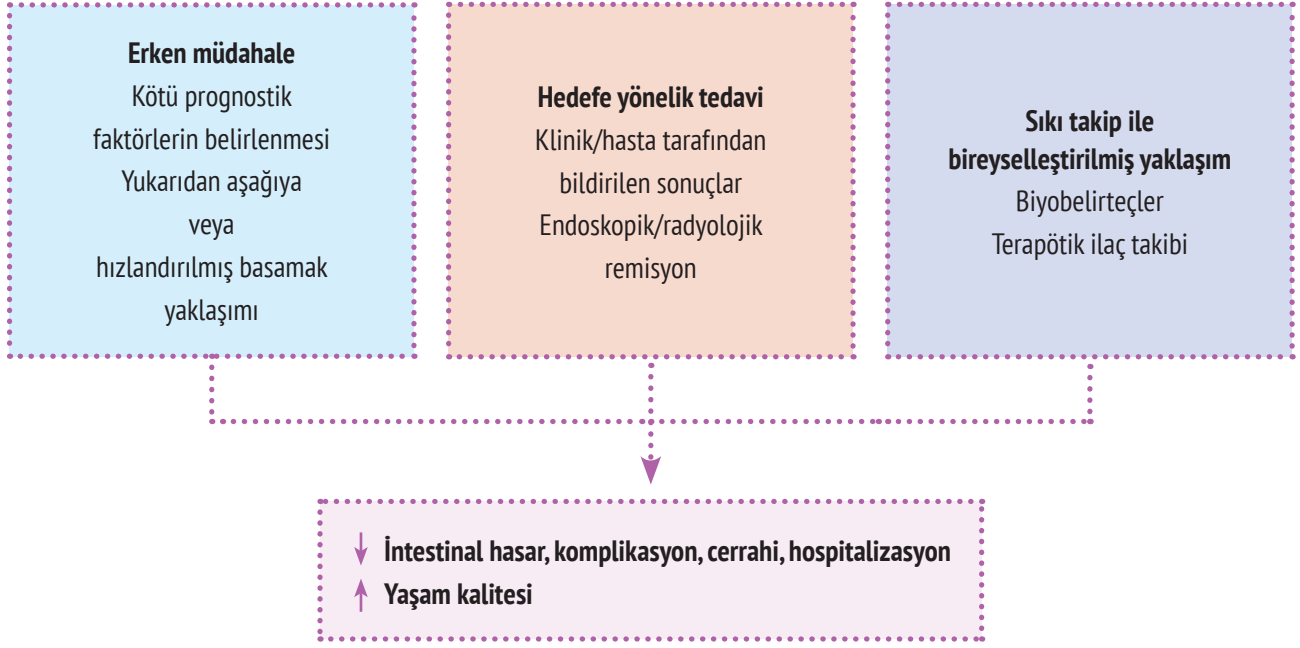 Erken müdahale
Kötü prognostik
faktörlerin belirlenmesi
Yukarıdan aşağıya
veya
hızlandırılmış basamak
yaklaşımı
Hedefe yönelik tedavi
Klinik/hasta tarafından
bildirilen sonuçlar
Endoskopik/radyolojik
remisyon
Sıkı takip ile
bireyselleştirilmiş yaklaşım
Biyobelirteçler
Terapötik ilaç takibi
İntestinal hasar, komplikasyon, cerrahi, hospitalizasyon
Yaşam kalitesi